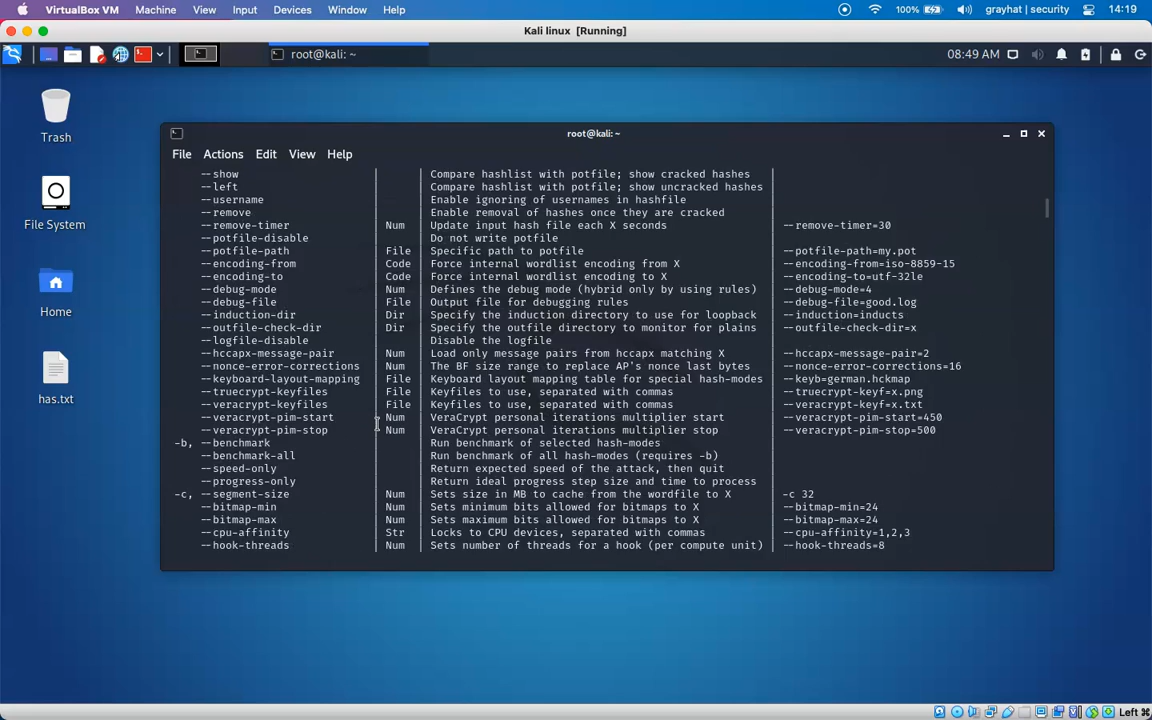 VirtualBox VM Machine View Input Devices Window Help 100% grayhat | security 14:19
Kali linux [Running]
root@kali: ~ 08:49 AM
Trash
File System
Home
has.txt
root@kali: ~
File Actions Edit View Help
--show | | Compare hashlist with potfile; show cracked hashes |
--left | | Compare hashlist with potfile; show uncracked hashes |
--username | | Enable ignoring of usernames in hashfile |
--remove | | Enable removal of hashes once they are cracked |
--remove-timer | Num | Update input hash file each X seconds | --remove-timer=30
--potfile-disable | | Do not write potfile |
--potfile-path | File | Specific path to potfile | --potfile-path=my.pot
--encoding-from | Code | Force internal wordlist encoding from X | --encoding-from=iso-8859-15
--encoding-to | Code | Force internal wordlist encoding to X | --encoding-to=utf-32le
--debug-mode | Num | Defines the debug mode (hybrid only by using rules) | --debug-mode=4
--debug-file | File | Output file for debugging rules | --debug-file=good.log
--induction-dir | Dir | Specify the induction directory to use for loopback | --induction=inducts
--outfile-check-dir | Dir | Specify the outfile directory to monitor for plains | --outfile-check-dir=x
--logfile-disable | | Disable the logfile |
--hccapx-message-pair | Num | Load only message pairs from hccapx matching X | --hccapx-message-pair=2
--nonce-error-corrections | Num | The BF size range to replace AP's nonce last bytes | --nonce-error-corrections=16
--keyboard-layout-mapping | File | Keyboard layout mapping table for special hash-modes | --keyb=german.hckmap
--truecrypt-keyfiles | File | Keyfiles to use, separated with commas | --truecrypt-keyf=x.png
--veracrypt-keyfiles | File | Keyfiles to use, separated with commas | --veracrypt-keyf=x.txt
--veracrypt-pim-start | Num | VeraCrypt personal iterations multiplier start | --veracrypt-pim-start=450
--veracrypt-pim-stop | Num | VeraCrypt personal iterations multiplier stop | --veracrypt-pim-stop=500
-b, --benchmark | | Run benchmark of selected hash-modes |
--benchmark-all | | Run benchmark of all hash-modes (requires -b) |
--speed-only | | Return expected speed of the attack, then quit |
--progress-only | | Return ideal progress step size and time to process |
-c, --segment-size | Num | Sets size in MB to cache from the wordfile to X | -c 32
--bitmap-min | Num | Sets minimum bits allowed for bitmaps to X | --bitmap-min=24
--bitmap-max | Num | Sets maximum bits allowed for bitmaps to X | --bitmap-max=24
--cpu-affinity | Str | Locks to CPU devices, separated with commas | --cpu-affinity=1,2,3
--hook-threads | Num | Sets number of threads for a hook (per compute unit) | --hook-threads=8
Left ⌘